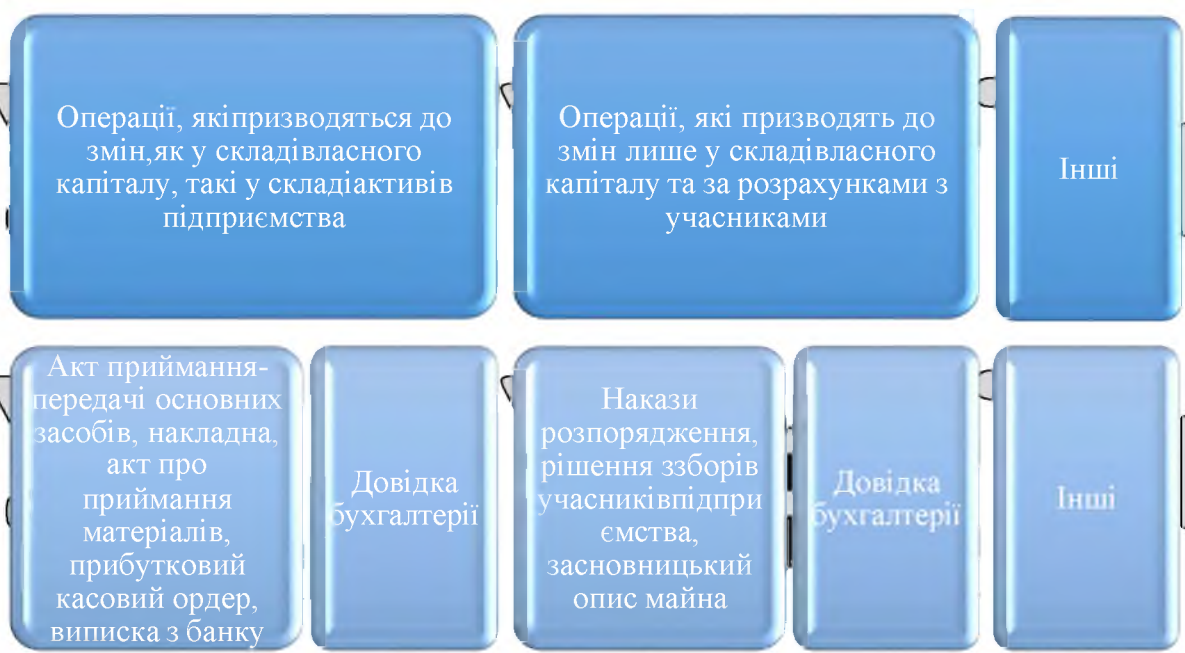 Операції, якіпризводяться до
змін,як у складівласного
капіталу, такі у складіактивів
підприємства
Операції, які призводять до
змін лише у складівласного
капіталу та за розрахунками з
учасниками
Інші
Акт приймання-
передачі основних
засобів, накладна,
акт про
приймання
матеріалів,
прибутковий
касовий ордер,
виписка з банку
Довідка
бухгалтерії
Накази
розпорядження,
рішення ззборів
учасниківпідпри
ємства,
засновницький
опис майна
Довідка
бухгалтерії
Інші